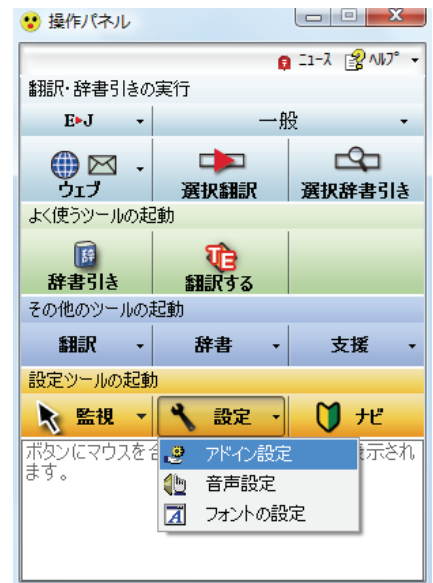 操作パネル
ニュース ヘルプ
翻訳・辞書引きの実行
E▸J 一般
ウェブ 選択翻訳 選択辞書引き
よく使うツールの起動
辞
TE
辞書引き 翻訳する
その他のツールの起動
翻訳 辞書 支援
設定ツールの起動
監視 設定 ナビ
ボタンにマウスを 示され
ます。
アドイン設定
音声設定
A フォントの設定